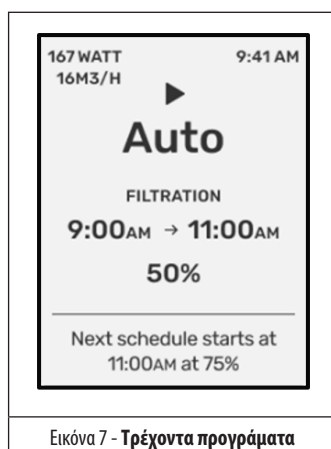 167 WATT 9:41 AM
16M3/H
Auto
FILTRATION
9:00AM → 11:00AM
50%
Next schedule starts at
11:00AM at 75%
Εικόνα 7 - Τρέχοντα προγράματα